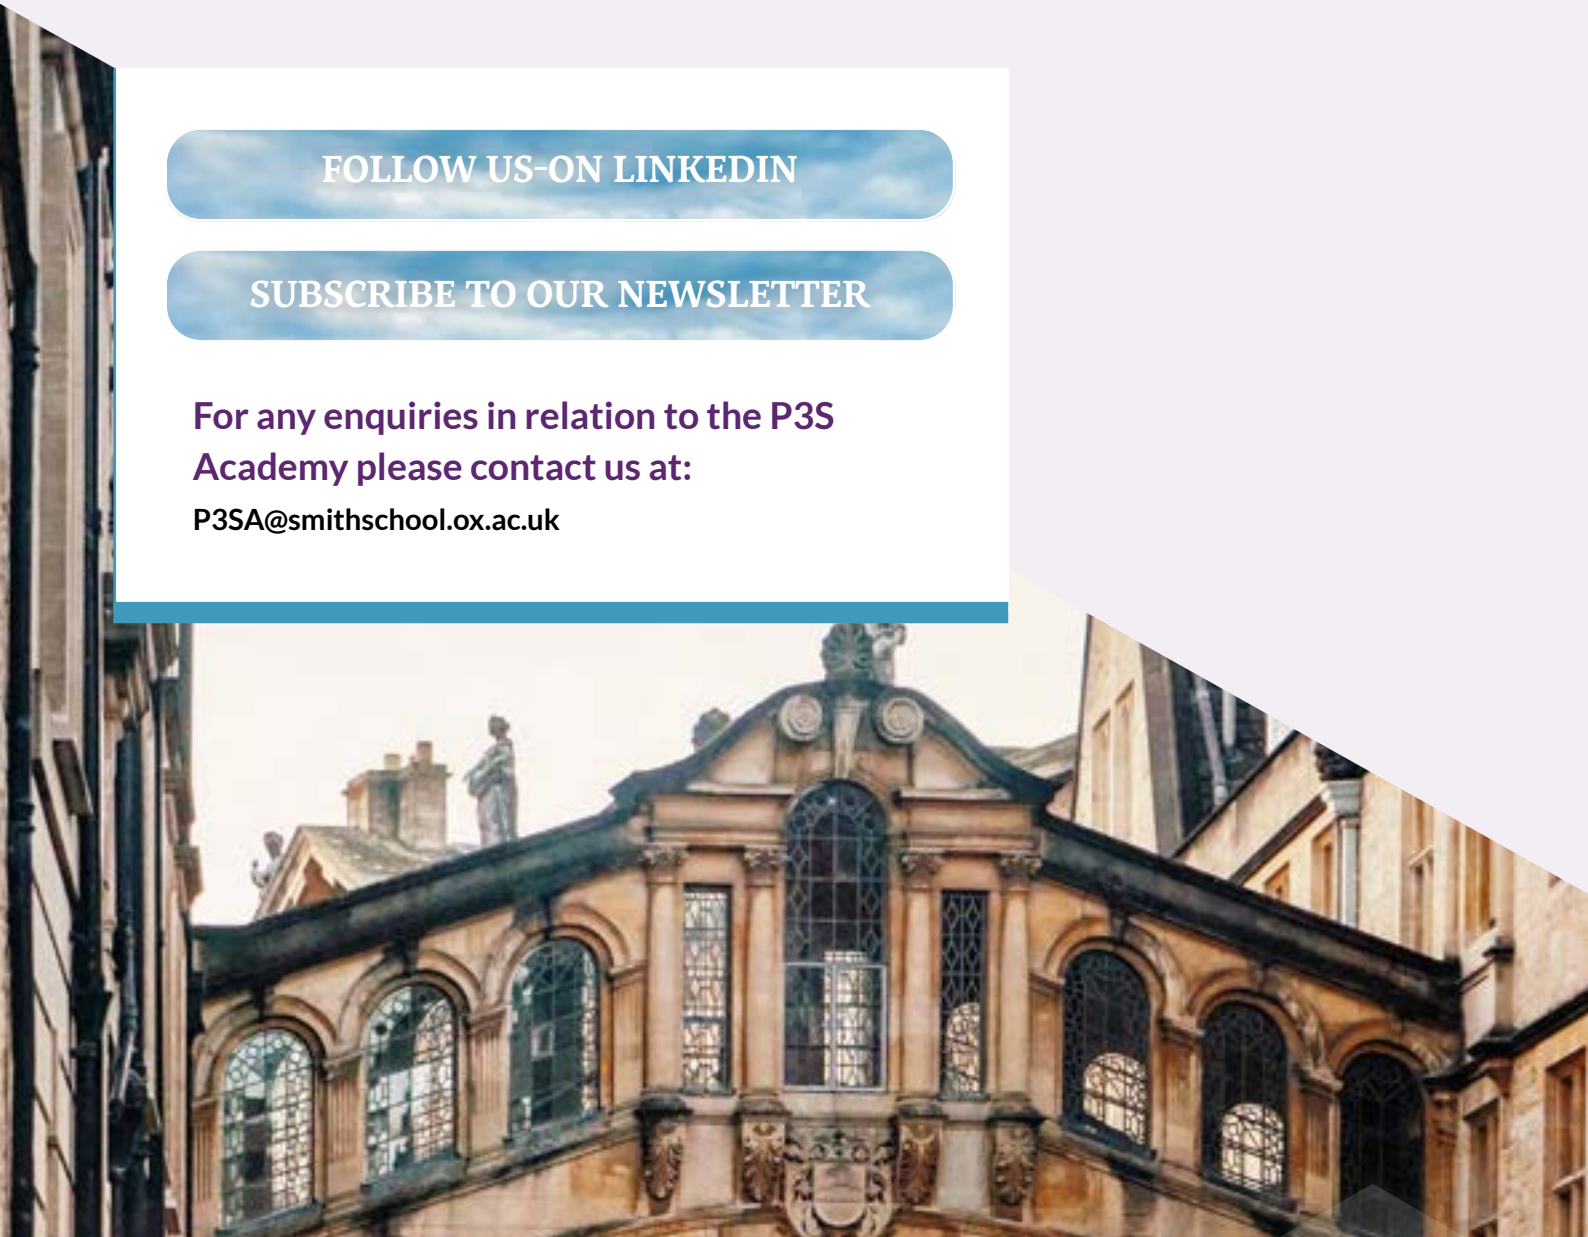 FOLLOW US-ON LINKEDIN
SUBSCRIBE TO OUR NEWSLETTER
For any enquiries in relation to the P3S
Academy please contact us at:
P3SA@smithschool.ox.ac.uk